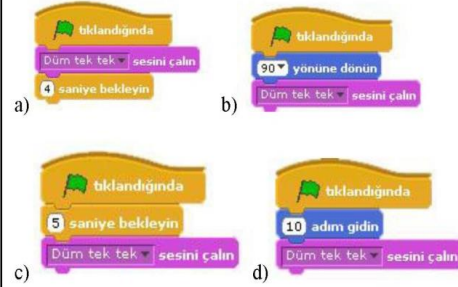 tıklandığında
Düm tek tek sesini çalın
4 saniye bekleyin
a)
tıklandığında
90 yönüne dönün
Düm tek tek sesini çalın
b)
tıklandığında
5 saniye bekleyin
Düm tek tek sesini çalın
c)
tıklandığında
10 adım gidin
Düm tek tek sesini çalın
d)